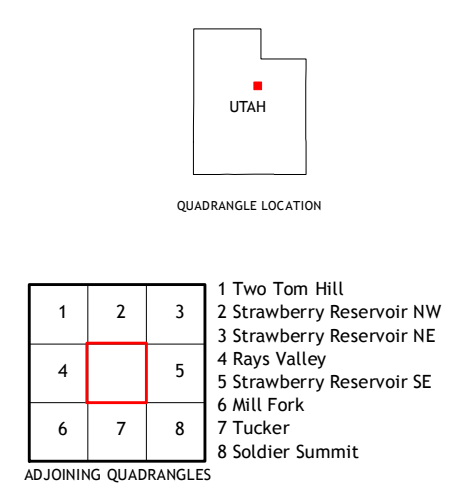 UTAH
QUADRANGLE LOCATION
1 2 3
4 5
6 7 8
ADJOINING QUADRANGLES
1 Two Tom Hill
2 Strawberry Reservoir NW
3 Strawberry Reservoir NE
4 Rays Valley
5 Strawberry Reservoir SE
6 Mill Fork
7 Tucker
8 Soldier Summit